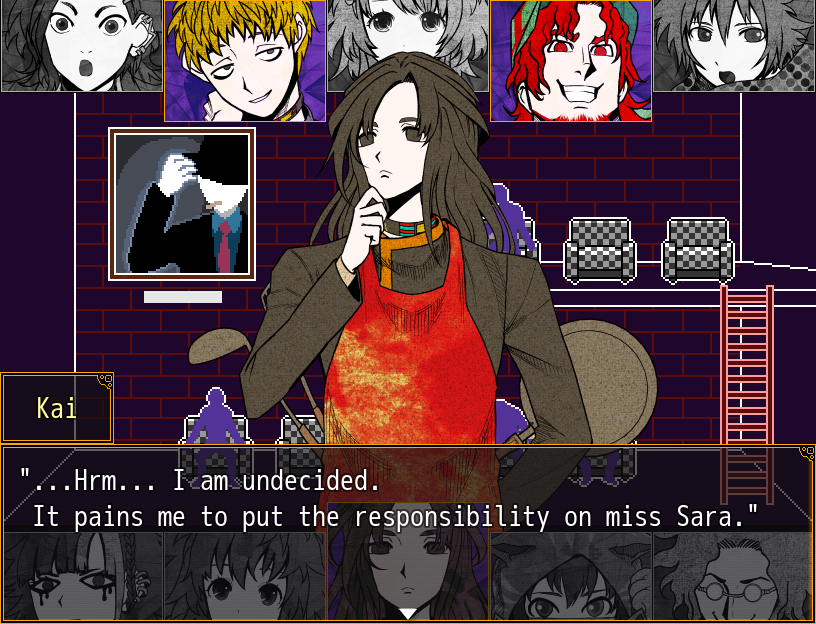 Kai
"...Hrm... I am undecided.
It pains me to put the responsibility on miss Sara."